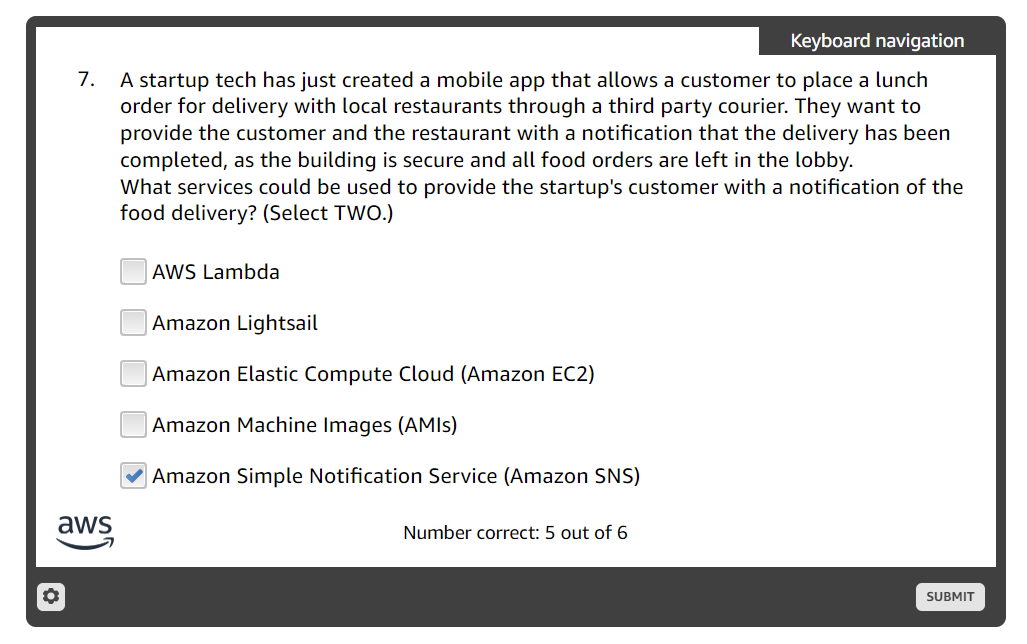 Keyboard navigation
7. A startup tech has just created a mobile app that allows a customer to place a lunch
order for delivery with local restaurants through a third party courier. They want to
provide the customer and the restaurant with a notification that the delivery has been
completed, as the building is secure and all food orders are left in the lobby.
What services could be used to provide the startup's customer with a notification of the
food delivery? (Select TWO.)
AWS Lambda
Amazon Lightsail
Amazon Elastic Compute Cloud (Amazon EC2)
Amazon Machine Images (AMIs)
Amazon Simple Notification Service (Amazon SNS)
aws
Number correct: 5 out of 6
SUBMIT